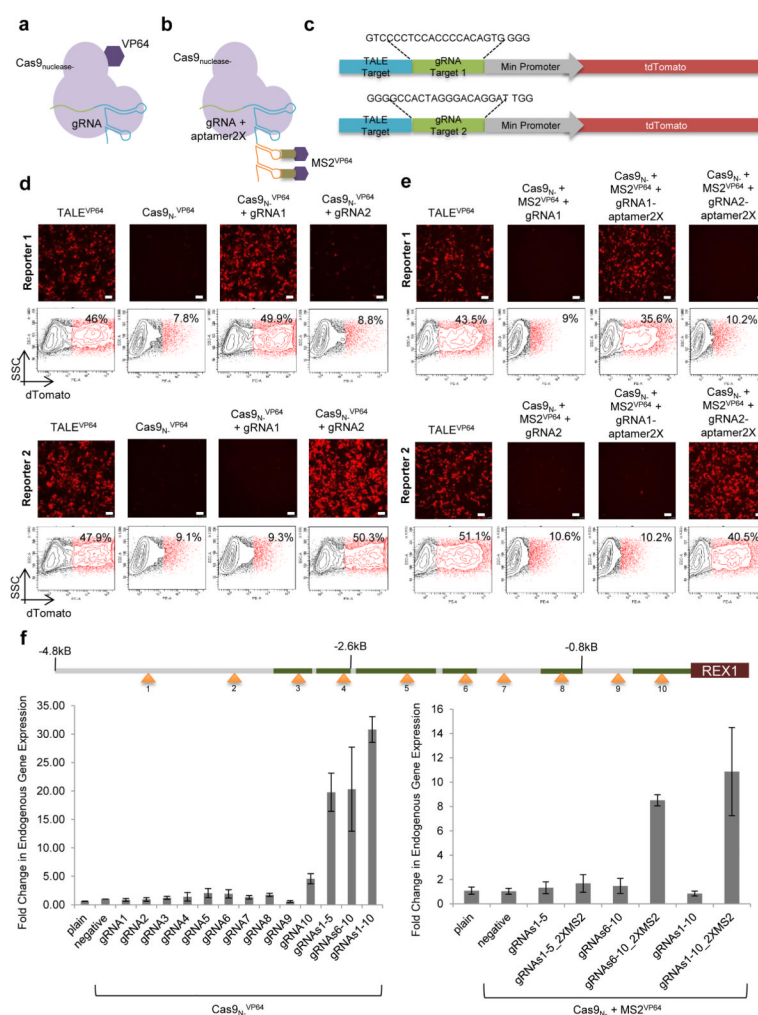 a
VP64
Cas9nuclease-
gRNA
b
Cas9nuclease-
gRNA +
aptamer2X
MS2VP64
c
GTCCCCTCCACCCCACAGTG GGG
TALE
Target
gRNA
Target 1
Min Promoter
tdTomato
GGGGCCACTAGGGACAGGAT TGG
TALE
Target
gRNA
Target 2
Min Promoter
tdTomato
d
TALEVP64
Cas9N-VP64
Cas9N-VP64
+ gRNA1
Cas9N-VP64
+ gRNA2
Reporter 1
46%
7.8%
49.9%
8.8%
SSC
dTomato
TALEVP64
Cas9N-VP64
Cas9N-VP64
+ gRNA1
Cas9N-VP64
+ gRNA2
Reporter 2
47.9%
9.1%
9.3%
50.3%
SSC
dTomato
e
TALEVP64
Cas9N- +
MS2VP64 +
gRNA1
Cas9N- +
MS2VP64 +
gRNA1-
aptamer2X
Cas9N- +
MS2VP64 +
gRNA2-
aptamer2X
Reporter 1
43.5%
9%
35.6%
10.2%
TALEVP64
Cas9N- +
MS2VP64 +
gRNA2
Cas9N- +
MS2VP64 +
gRNA1-
aptamer2X
Cas9N- +
MS2VP64 +
gRNA2-
aptamer2X
Reporter 2
51.1%
10.6%
10.2%
40.5%
f
-4.8kB
-2.6kB
-0.8kB
REX1
1 2 3 4 5 6 7 8 9 10
Fold Change in Endogenous Gene Expression
35.00
30.00
25.00
20.00
15.00
10.00
5.00
0.00
plain
negative
gRNA1
gRNA2
gRNA3
gRNA4
gRNA5
gRNA6
gRNA7
gRNA8
gRNA9
gRNA10
gRNAs1-5
gRNAs6-10
gRNAs1-10
Cas9N-VP64
Fold Change in Endogenous Gene Expression
16
14
12
10
8
6
4
2
0
plain
negative
gRNAs1-5
gRNAs1-5_2XMS2
gRNAs6-10
gRNAs6-10_2XMS2
gRNAs1-10
gRNAs1-10_2XMS2
Cas9N- + MS2VP64